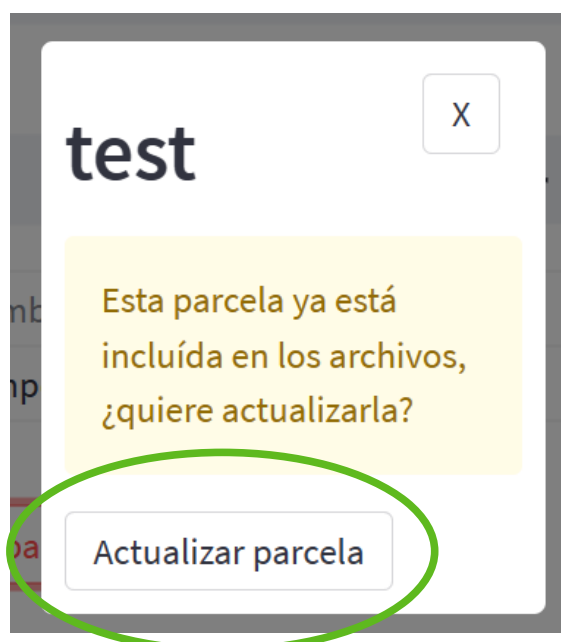 X
test
Esta parcela ya está
incluída en los archivos,
¿quiere actualizarla?
Actualizar parcela